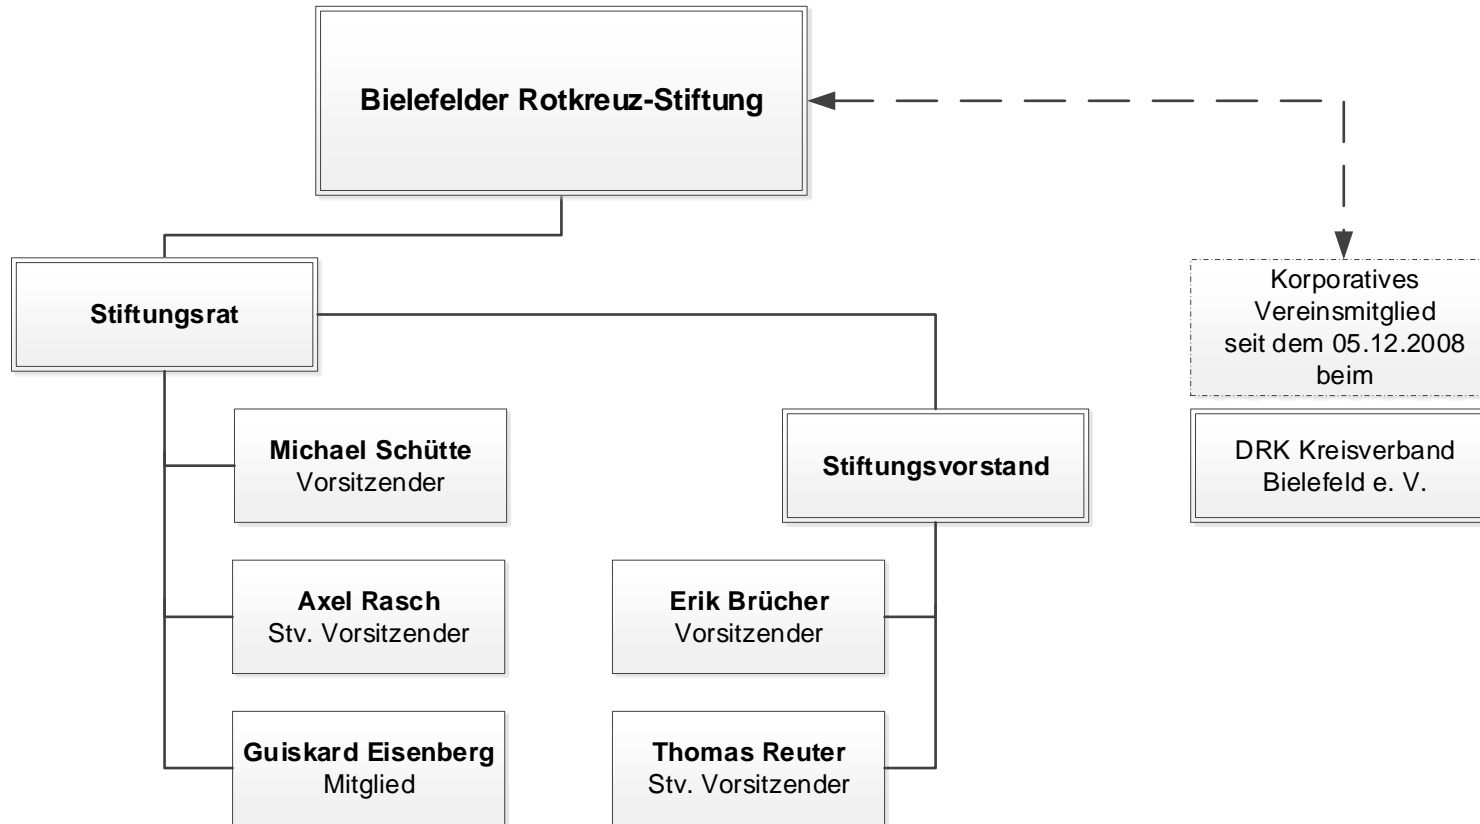 Bielefelder Rotkreuz-Stiftung
Stiftungsrat
Michael Schütte
Vorsitzender
Axel Rasch
Stv. Vorsitzender
Guiskard Eisenberg
Mitglied
Stiftungsvorstand
Erik Brücher
Vorsitzender
Thomas Reuter
Stv. Vorsitzender
Korporatives
Vereinsmitglied
seit dem 05.12.2008
beim
DRK Kreisverband
Bielefeld e. V.